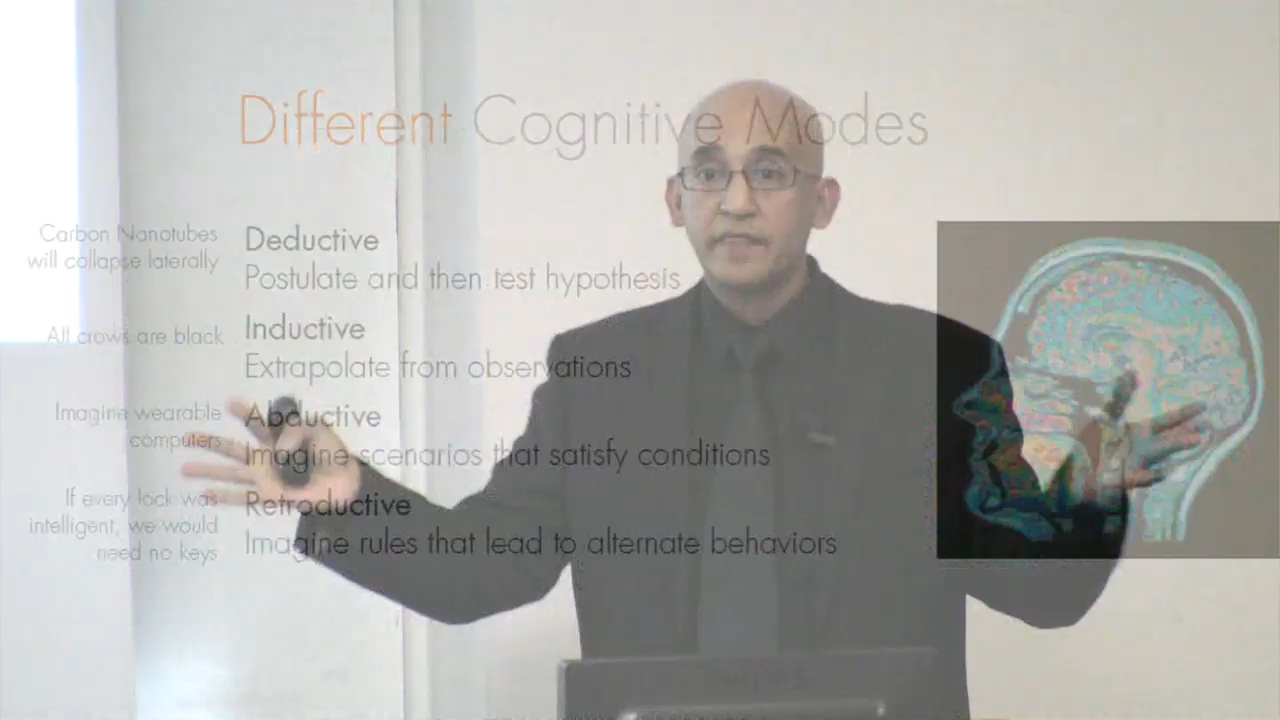 Different Cognitive Modes
Carbon Nanotubes
will collapse laterally
Deductive
Postulate and then test hypothesis
All crows are black
Inductive
Extrapolate from observations
Imagine wearable
computers
Abductive
Imagine scenarios that satisfy conditions
If every lock was
intelligent, we would
need no keys
Retroductive
Imagine rules that lead to alternate behaviors